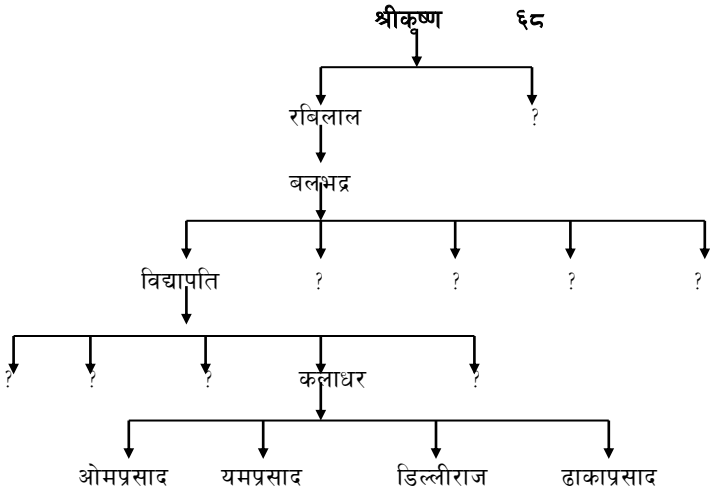 श्रीकृष्ण ६८
रबिलाल ?
बलभद्र
विद्यापति ? ? ? ?
? ? ? कलाधर ?
ओमप्रसाद यमप्रसाद डिल्लीराज ढाकाप्रसाद